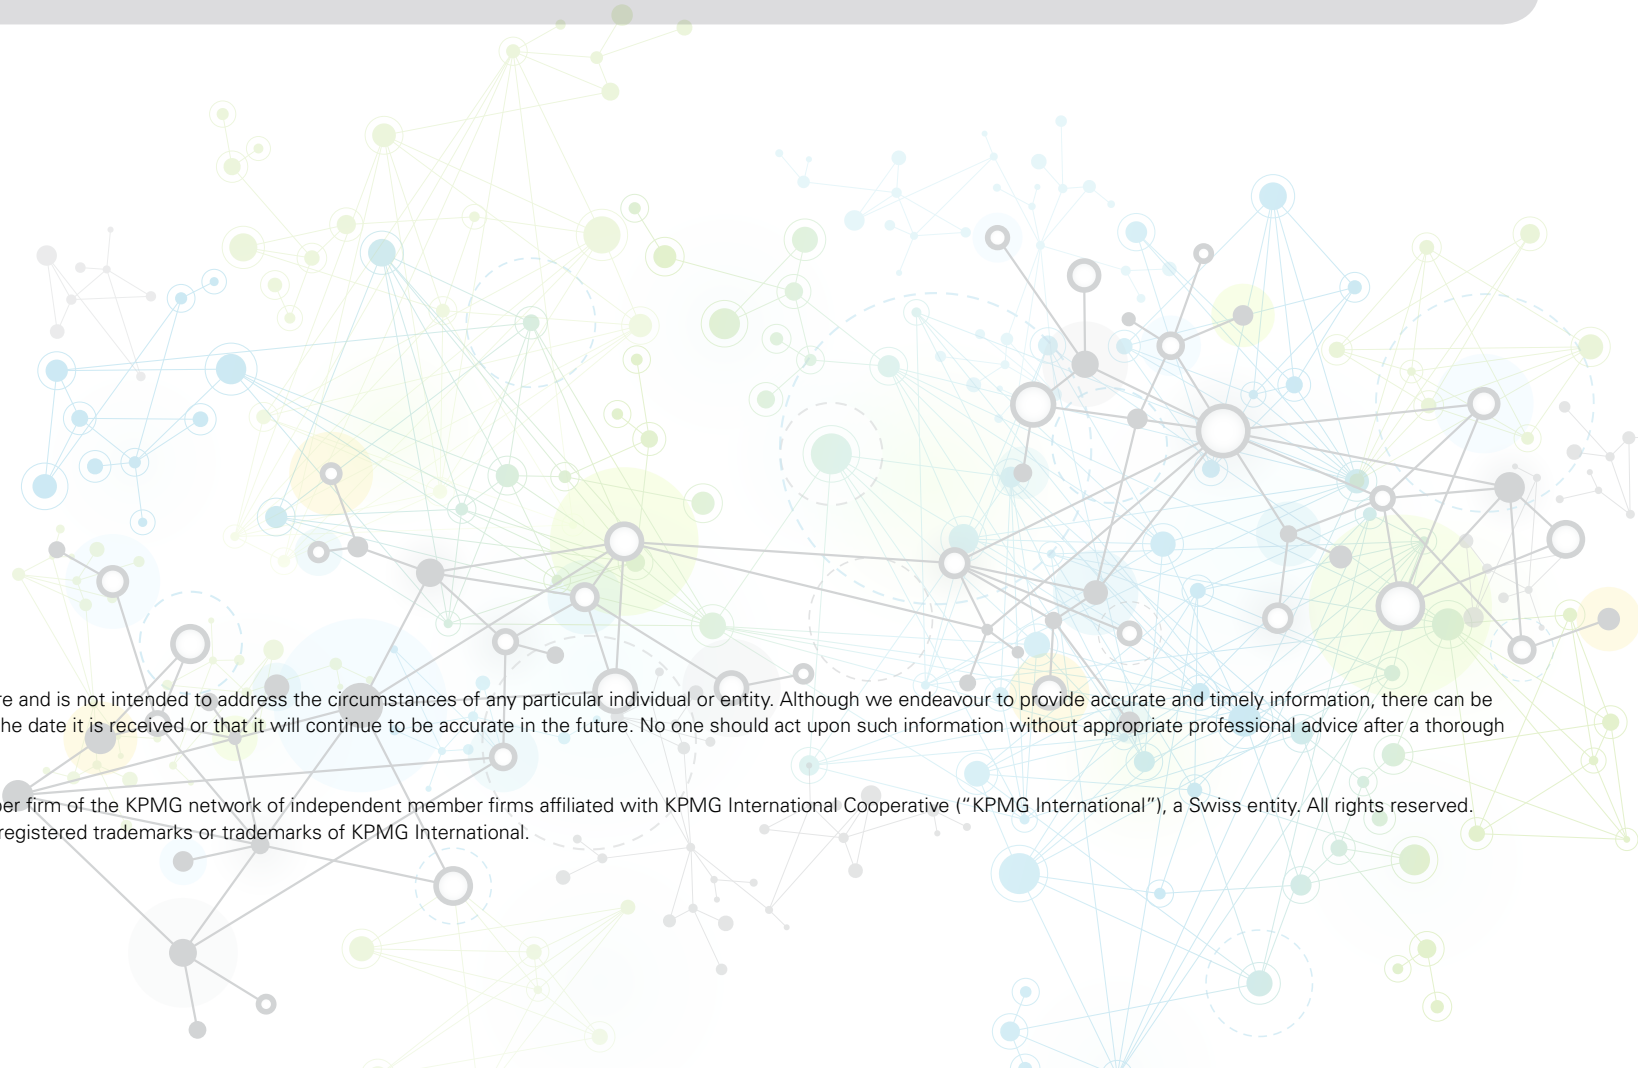 re and is not intended to address the circumstances of any particular individual or entity. Although we endeavour to provide accurate and timely information, there can be
he date it is received or that it will continue to be accurate in the future. No one should act upon such information without appropriate professional advice after a thorough
ber firm of the KPMG network of independent member firms affiliated with KPMG International Cooperative (“KPMG International”), a Swiss entity. All rights reserved.
registered trademarks or trademarks of KPMG International.